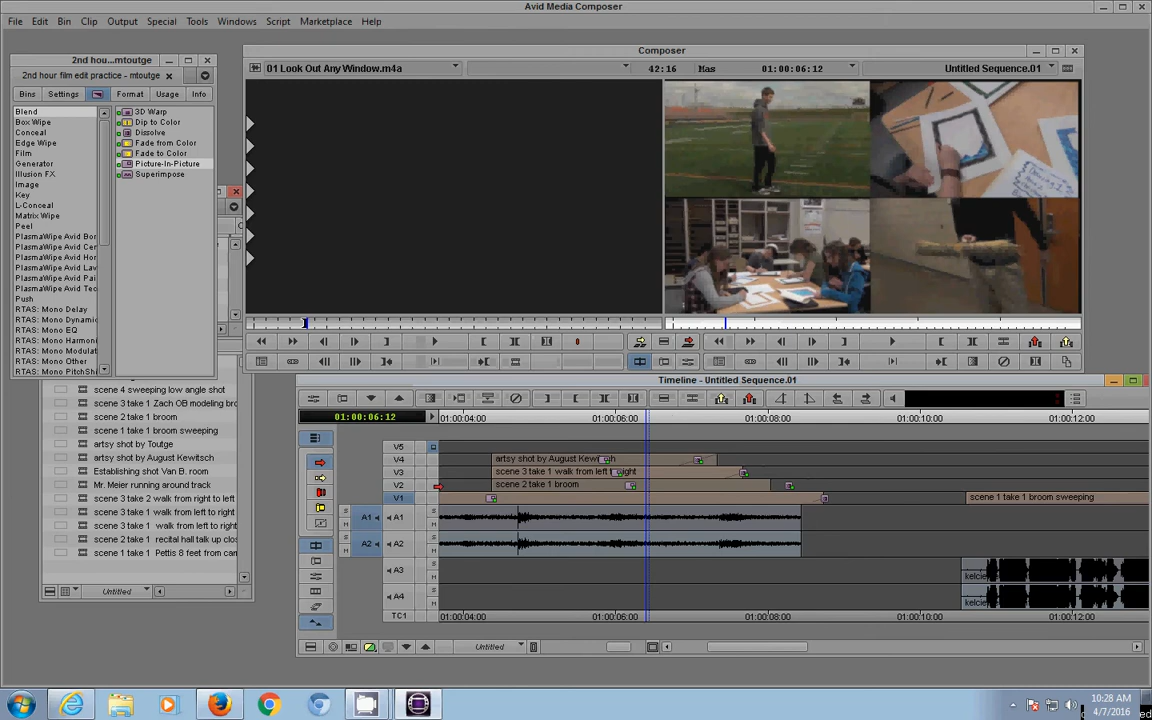 Avid Media Composer
File Edit Bin Clip Output Special Tools Windows Script Marketplace Help
2nd hour...mtoutge
2nd hour film edit practice - mtoutge
Bins Settings Format Usage Info
Blend
Box Wipe
Conceal
Edge Wipe
Film
Generator
Illusion FX
Image
Key
L-Conceal
Matrix Wipe
Peel
PlasmaWipe Avid Bor
PlasmaWipe Avid Cer
PlasmaWipe Avid Hor
PlasmaWipe Avid Lav
PlasmaWipe Avid Pai
PlasmaWipe Avid Tec
Push
RTAS: Mono Delay
RTAS: Mono Dynamic
RTAS: Mono EQ
RTAS: Mono Harmoni
RTAS: Mono Modulat
RTAS: Mono Other
RTAS: Mono PitchShi
3D Warp
Dip to Color
Dissolve
Fade from Color
Fade to Color
Picture-In-Picture
Superimpose
scene 4 sweeping low angle shot
scene 3 take 1 Zach OB modeling bro
scene 2 take 1 broom
scene 1 take 1 broom sweeping
artsy shot by Toutge
artsy shot by August Kewitsch
Establishing shot Van B. room
Mr. Meier running around track
scene 3 take 2 walk from right to left
scene 3 take 1 walk from left to right
scene 3 take 1 walk from left to right
scene 2 take 1 recital hall talk up clos
scene 1 take 1 Pettis 8 feet from cam
Untitled
Composer
01 Look Out Any Window.m4a 42:16 Mas 01:00:06:12 Untitled Sequence.01
Timeline - Untitled Sequence.01
01:00:06:12 01:00:04:00 01:00:06:00 01:00:08:00 01:00:10:00 01:00:12:00
V5
V4 artsy shot by August Kewitsch
V3 scene 3 take 1 walk from left to right
V2 scene 2 take 1 broom
V1 scene 1 take 1 broom sweeping
S M A1 A1
S M A2 A2
S M A3 kelcie
S M A4 kelcie
TC1 01:00:04:00 01:00:06:00 01:00:08:00 01:00:10:00 01:00:12:00
Untitled
10:28 AM
4/7/2016